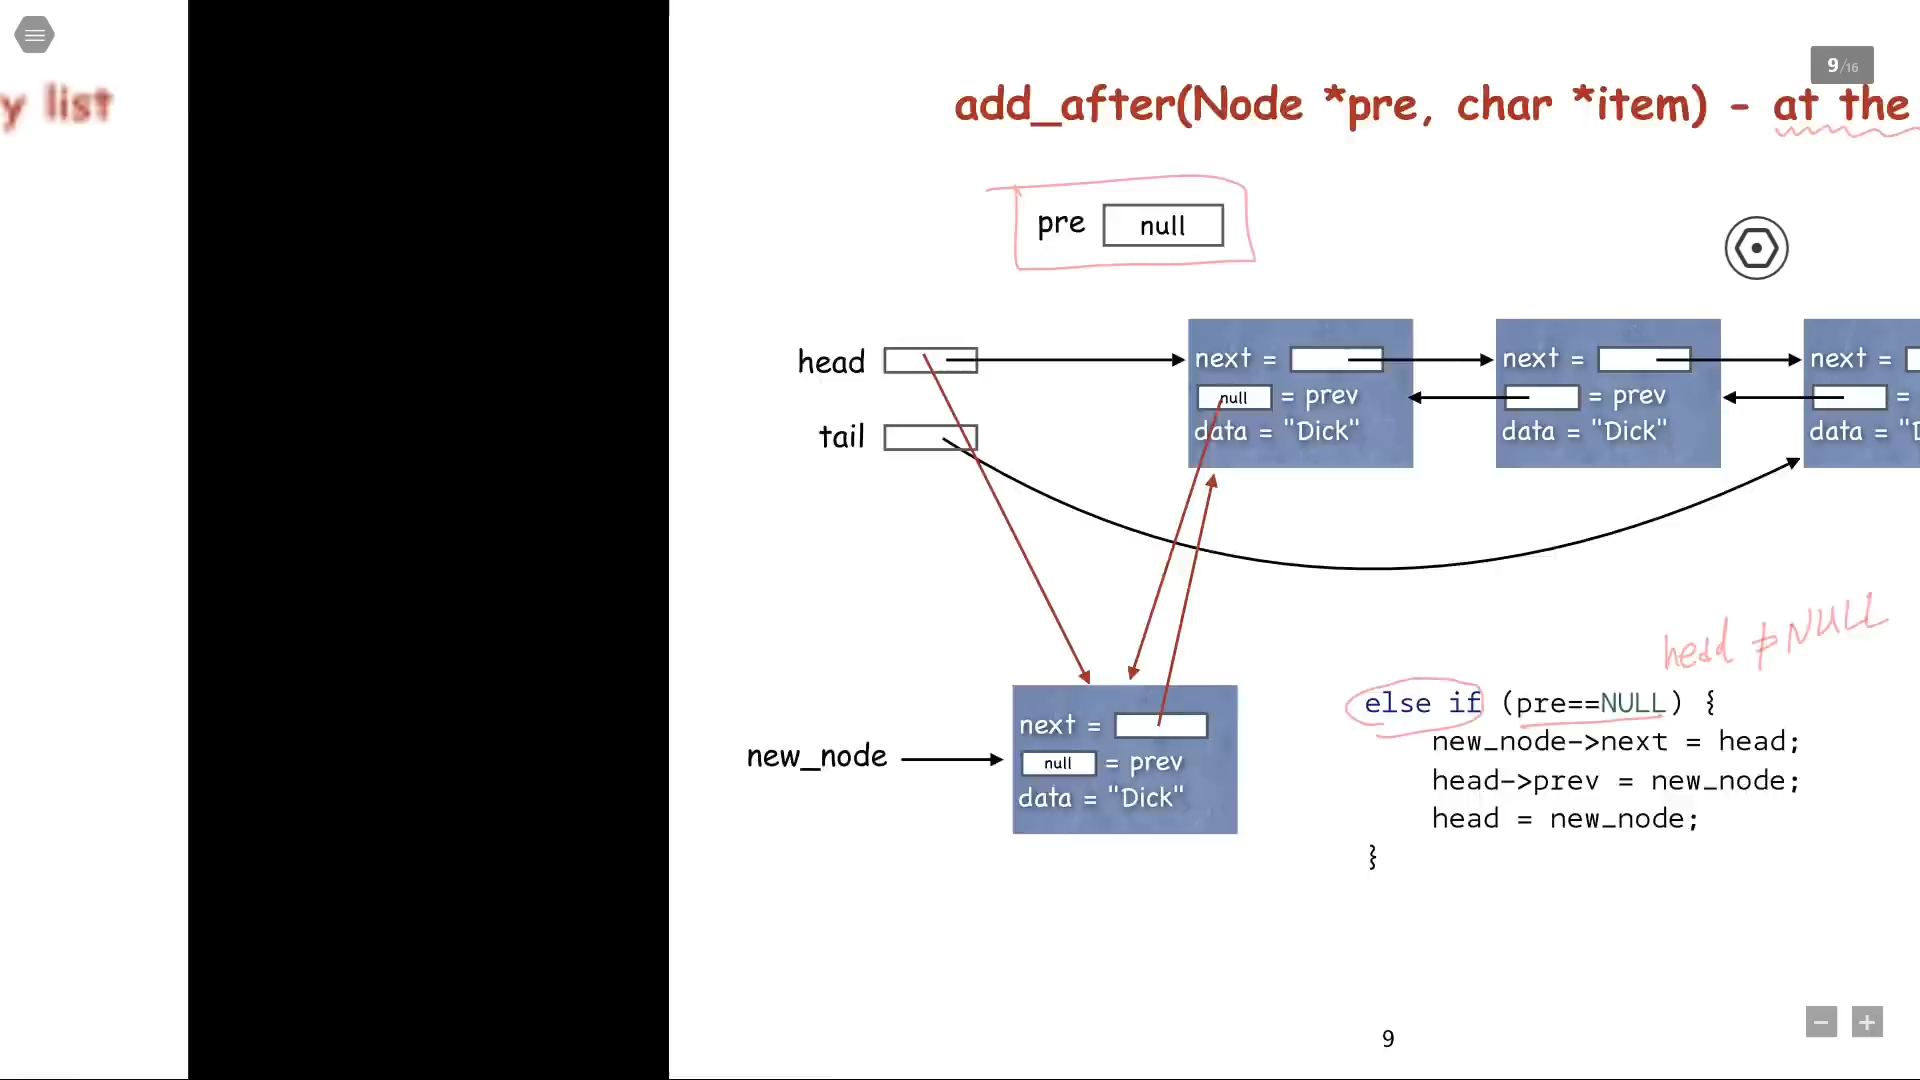 y list
9/16
add_after(Node *pre, char *item) - at the
pre null
head
tail
next =
null = prev
data = "Dick"
next =
= prev
data = "Dick"
next =
=
data = "D
head ≠ NULL
new_node
next =
null = prev
data = "Dick"
else if (pre==NULL) {
new_node->next = head;
head->prev = new_node;
head = new_node;
}
9